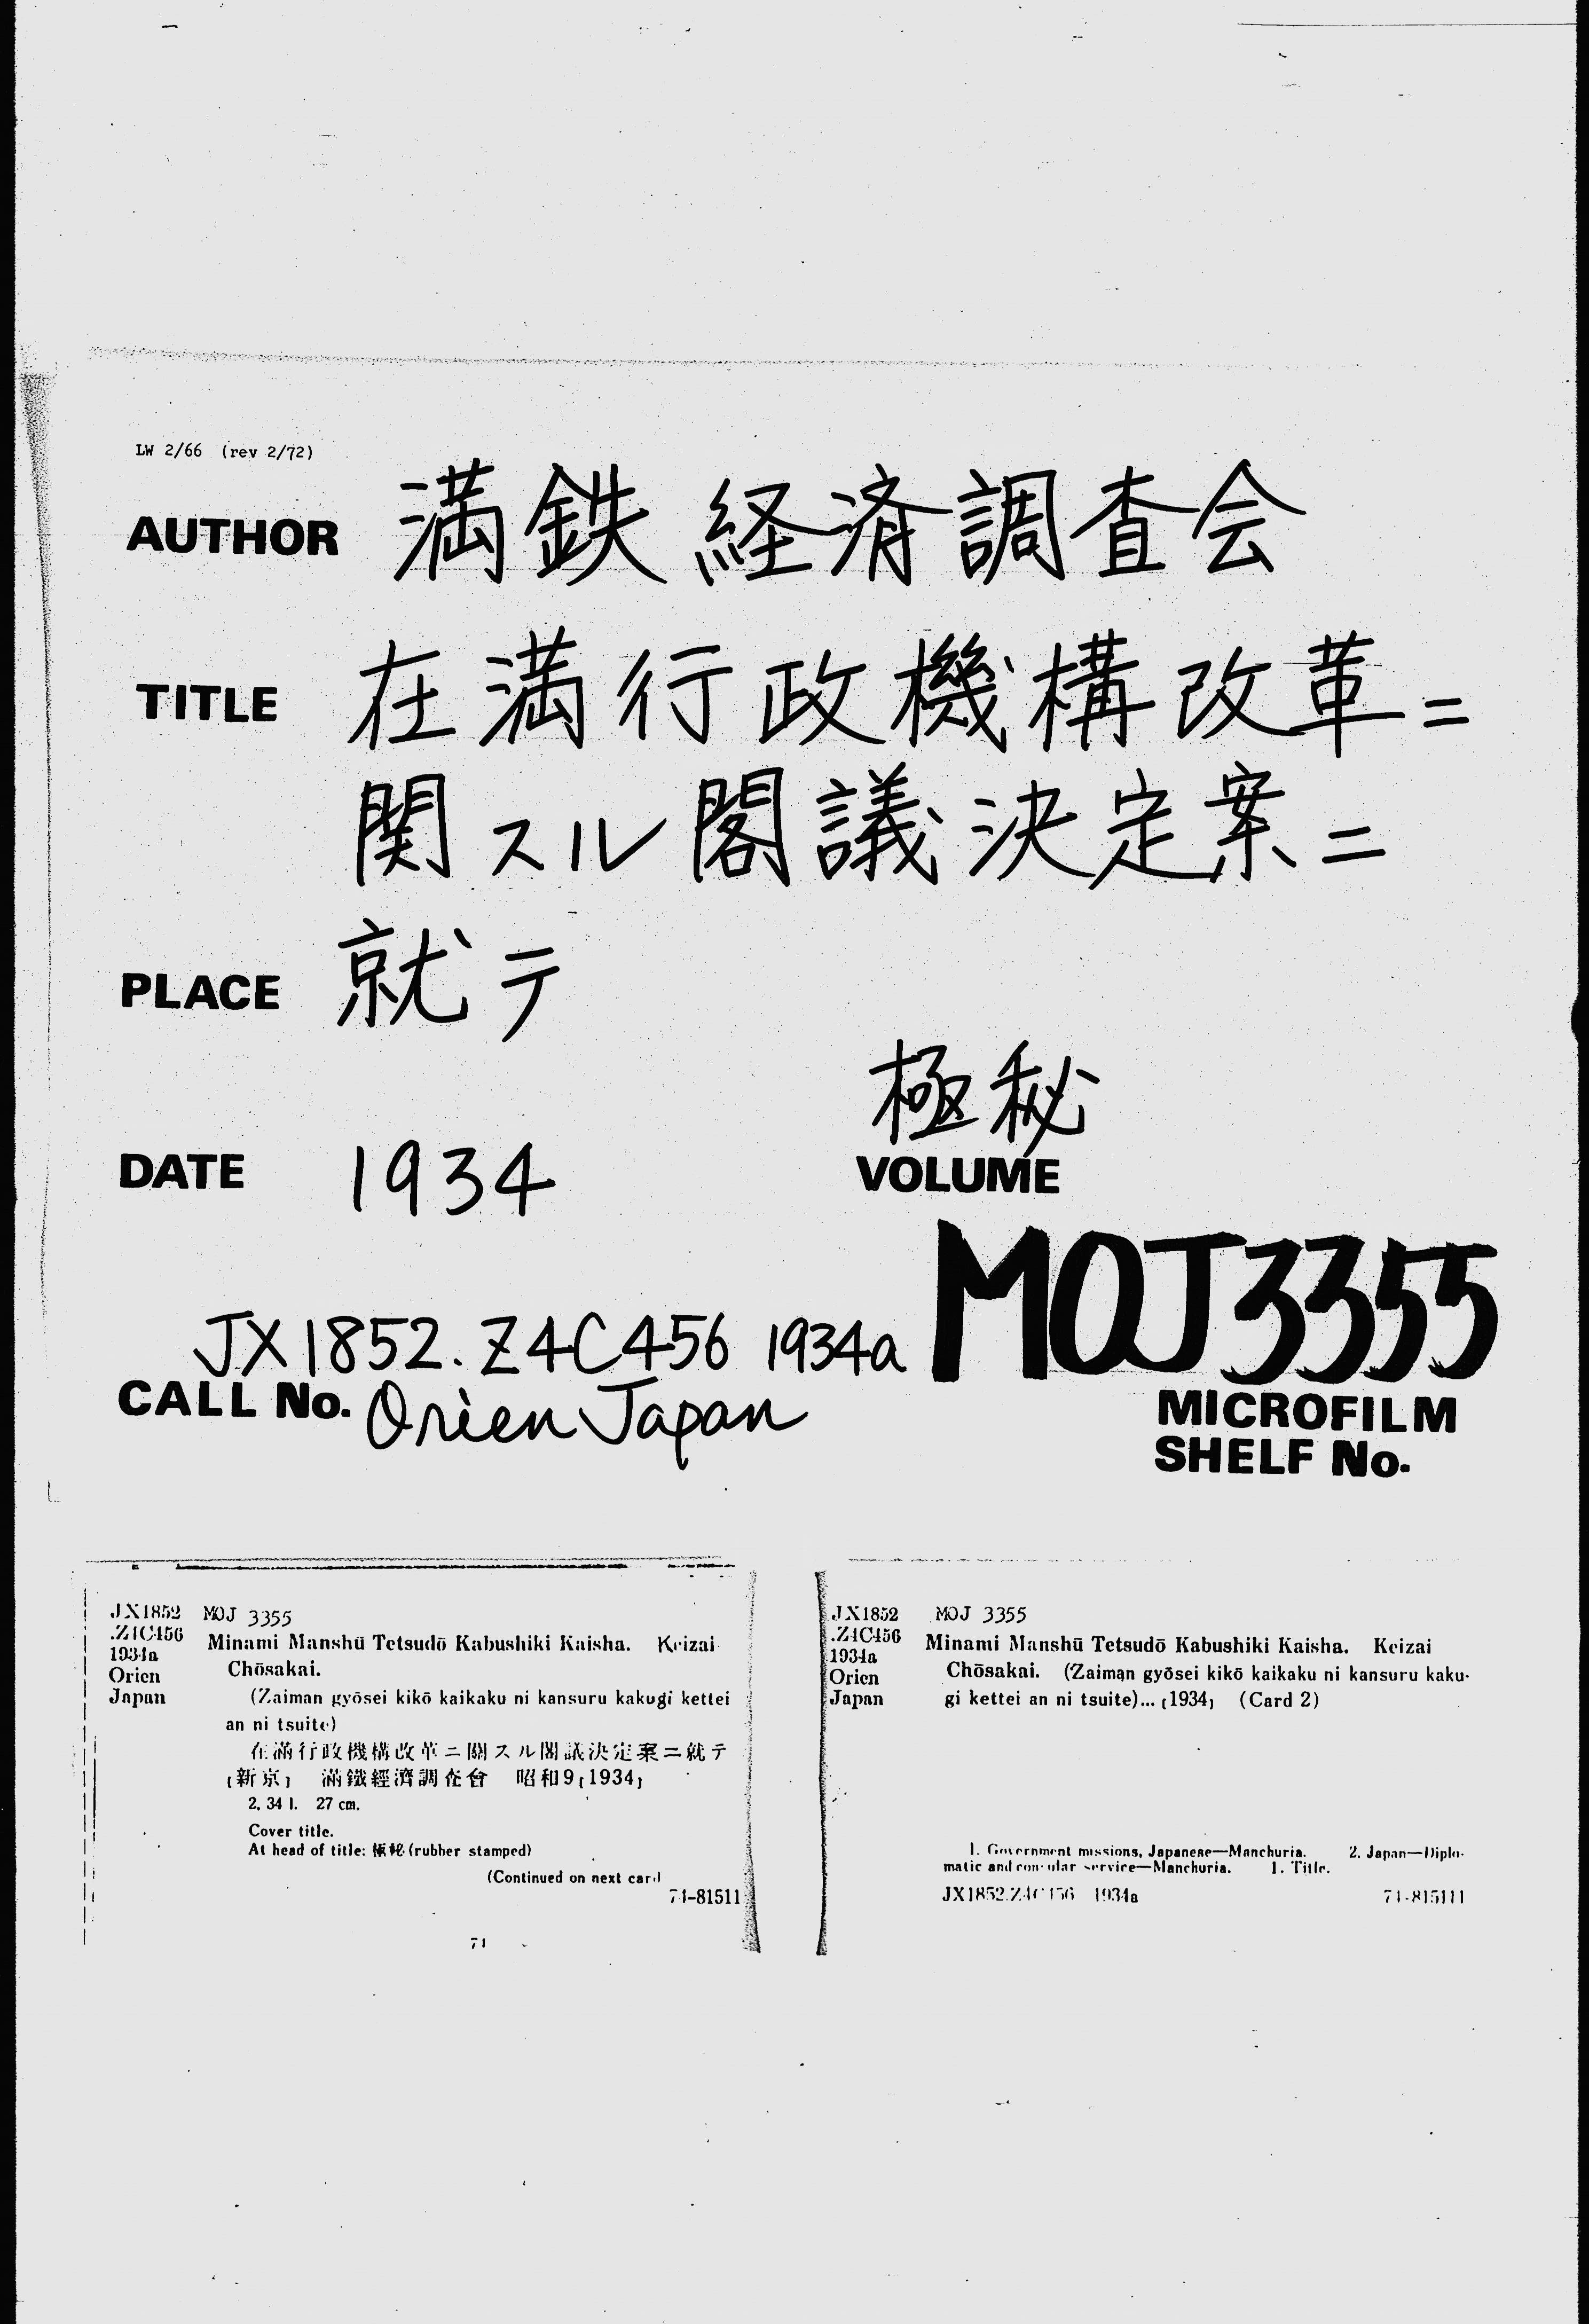 LW 2/66 (rev 2/72)
AUTHOR 満鉄 経済調査会
TITLE 在満行政機構改革ニ
関スル閣議決定案ニ
PLACE 就テ
極秘
DATE 1934 VOLUME
MOJ3355
JX1852.Z4C456 1934a
CALL No. Orien Japan
MICROFILM
SHELF No.
JX1852 MOJ 3355
.Z4C456 Minami Manshū Tetsudō Kabushiki Kaisha. Keizai
1934a
Orien Chōsakai.
Japan (Zaiman gyōsei kikō kaikaku ni kansuru kakugi kettei
an ni tsuite)
在滿行政機構改革ニ關スル閣議決定案ニ就テ
[新京] 滿鐵經濟調査會 昭和9[1934]
2, 34 l. 27 cm.
Cover title.
At head of title: 極秘 (rubber stamped)
(Continued on next card
74-81511
74
JX1852 MOJ 3355
.Z4C456 Minami Manshū Tetsudō Kabushiki Kaisha. Keizai
1934a
Orien Chōsakai. (Zaiman gyōsei kikō kaikaku ni kansuru kaku-
Japan gi kettei an ni tsuite)... [1934] (Card 2)
1. Government missions, Japanese—Manchuria. 2. Japan—Diplo-
matic and consular service—Manchuria. I. Title.
JX1852.Z4C456 1934a 74-815111